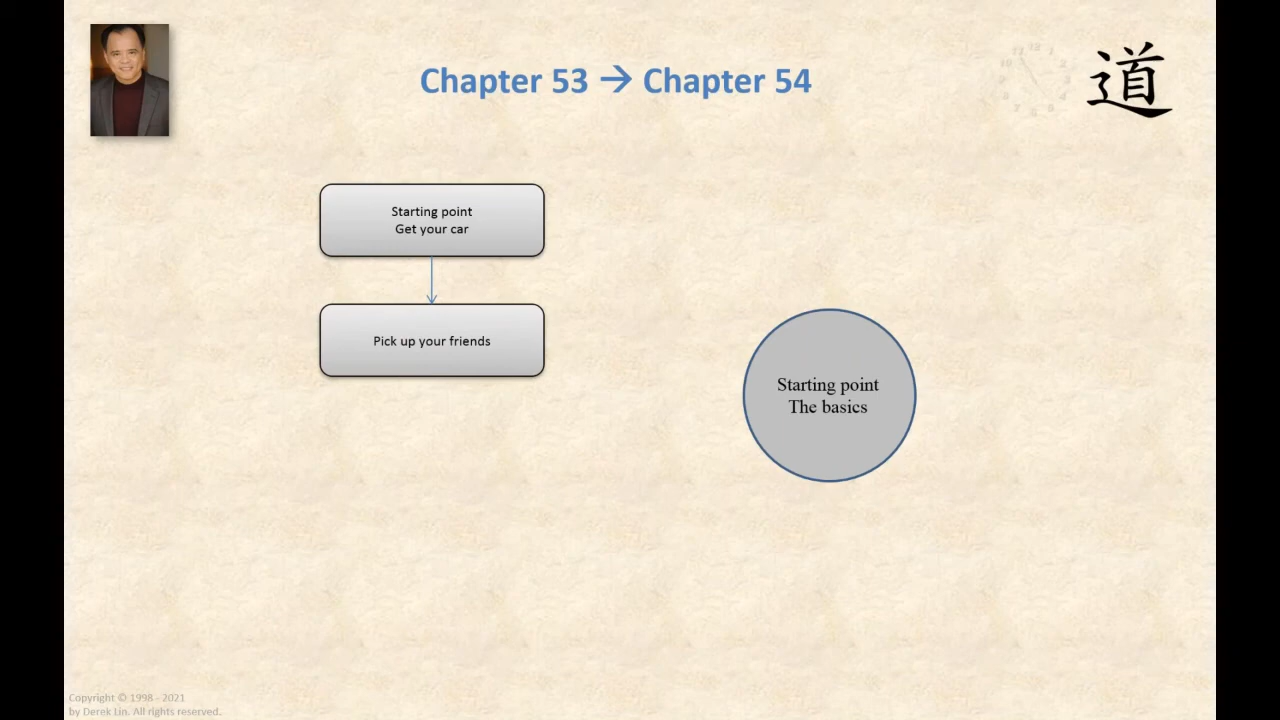 Chapter 53 → Chapter 54
道
Starting point
Get your car
Pick up your friends
Starting point
The basics
Copyright © 1998 - 2021
by Derek Lin. All rights reserved.